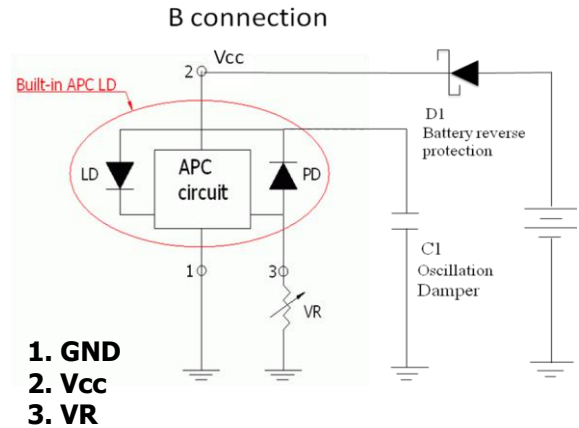 B connection
Vcc
2
Built-in APC LD
D1
Battery reverse
protection
LD
APC
circuit
PD
C1
Oscillation
Damper
1
3
VR
1. GND
2. Vcc
3. VR